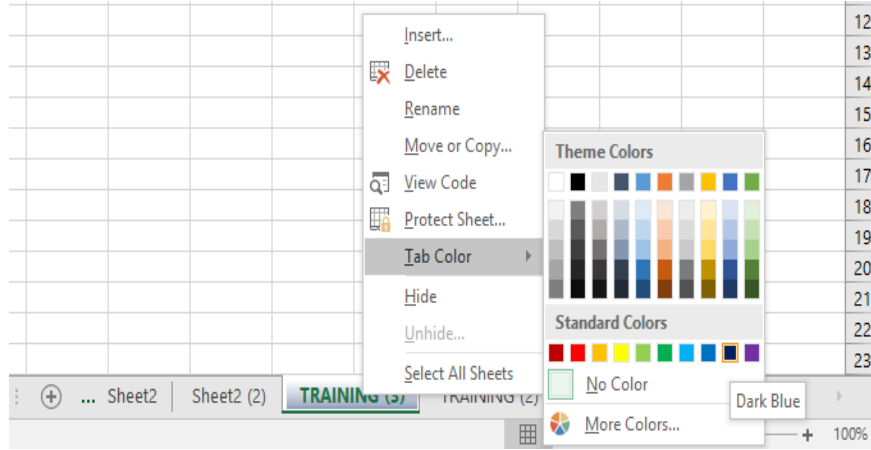 Insert...
Delete
Rename
Move or Copy...
View Code
Protect Sheet...
Tab Color
Hide
Unhide...
Select All Sheets
Theme Colors
Standard Colors
No Color
More Colors...
Dark Blue
12
13
14
15
16
17
18
19
20
21
22
23
... Sheet2 Sheet2 (2) TRAINING (3) TRAINING (2)
100%